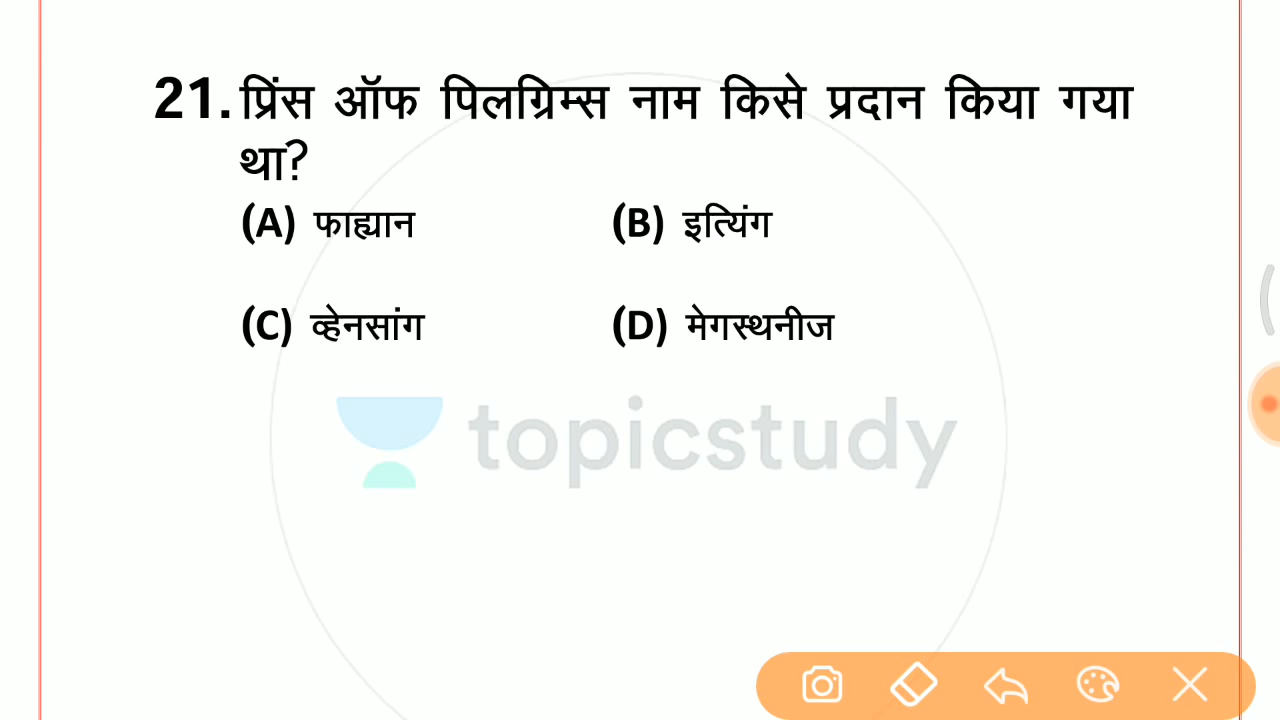 21. प्रिंस ऑफ पिलग्रिम्स नाम किसे प्रदान किया गया
था?
(A) फाह्यान (B) इत्यिंग
(C) व्हेनसांग (D) मेगस्थनीज
topicstudy